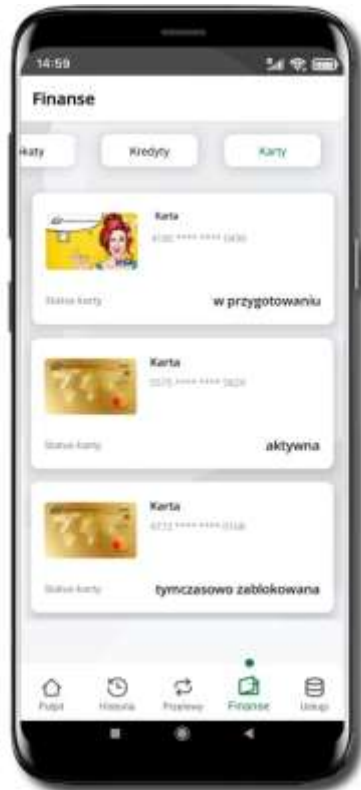 14:59
Finanse
Kredyty
Karty
Karta
Status karty
w przygotowaniu
Karta
Status karty
aktywna
Karta
Status karty
tymczasowo zablokowana
Pulpit
Historia
Przelewy
Finanse
Usługi